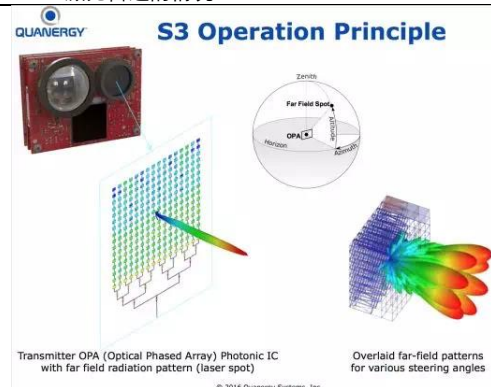 QUANERGY
S3 Operation Principle
Zenith
Far Field Spot
OPA
Altitude
Horizon
Azimuth
Transmitter OPA (Optical Phased Array) Photonic IC
with far field radiation pattern (laser spot)
Overlaid far-field patterns
for various steering angles
© 2016 Quanergy Systems, Inc.